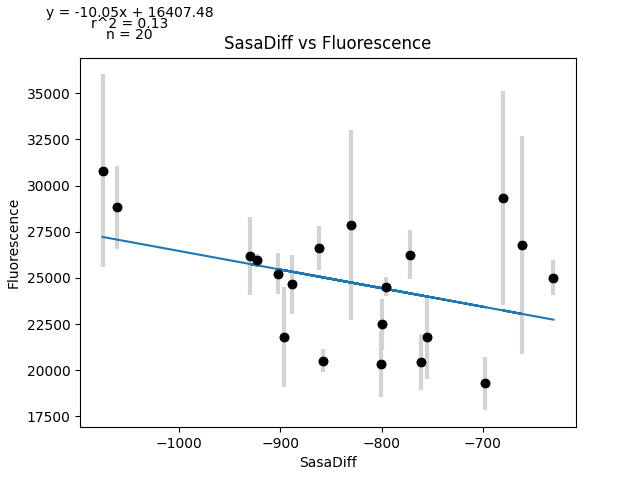 y = -10.05x + 16407.48
r^2 = 0.13
n = 20
SasaDiff vs Fluorescence
35000
32500
30000
27500
25000
22500
20000
17500
Fluorescence
−1000
−900
−800
−700
SasaDiff